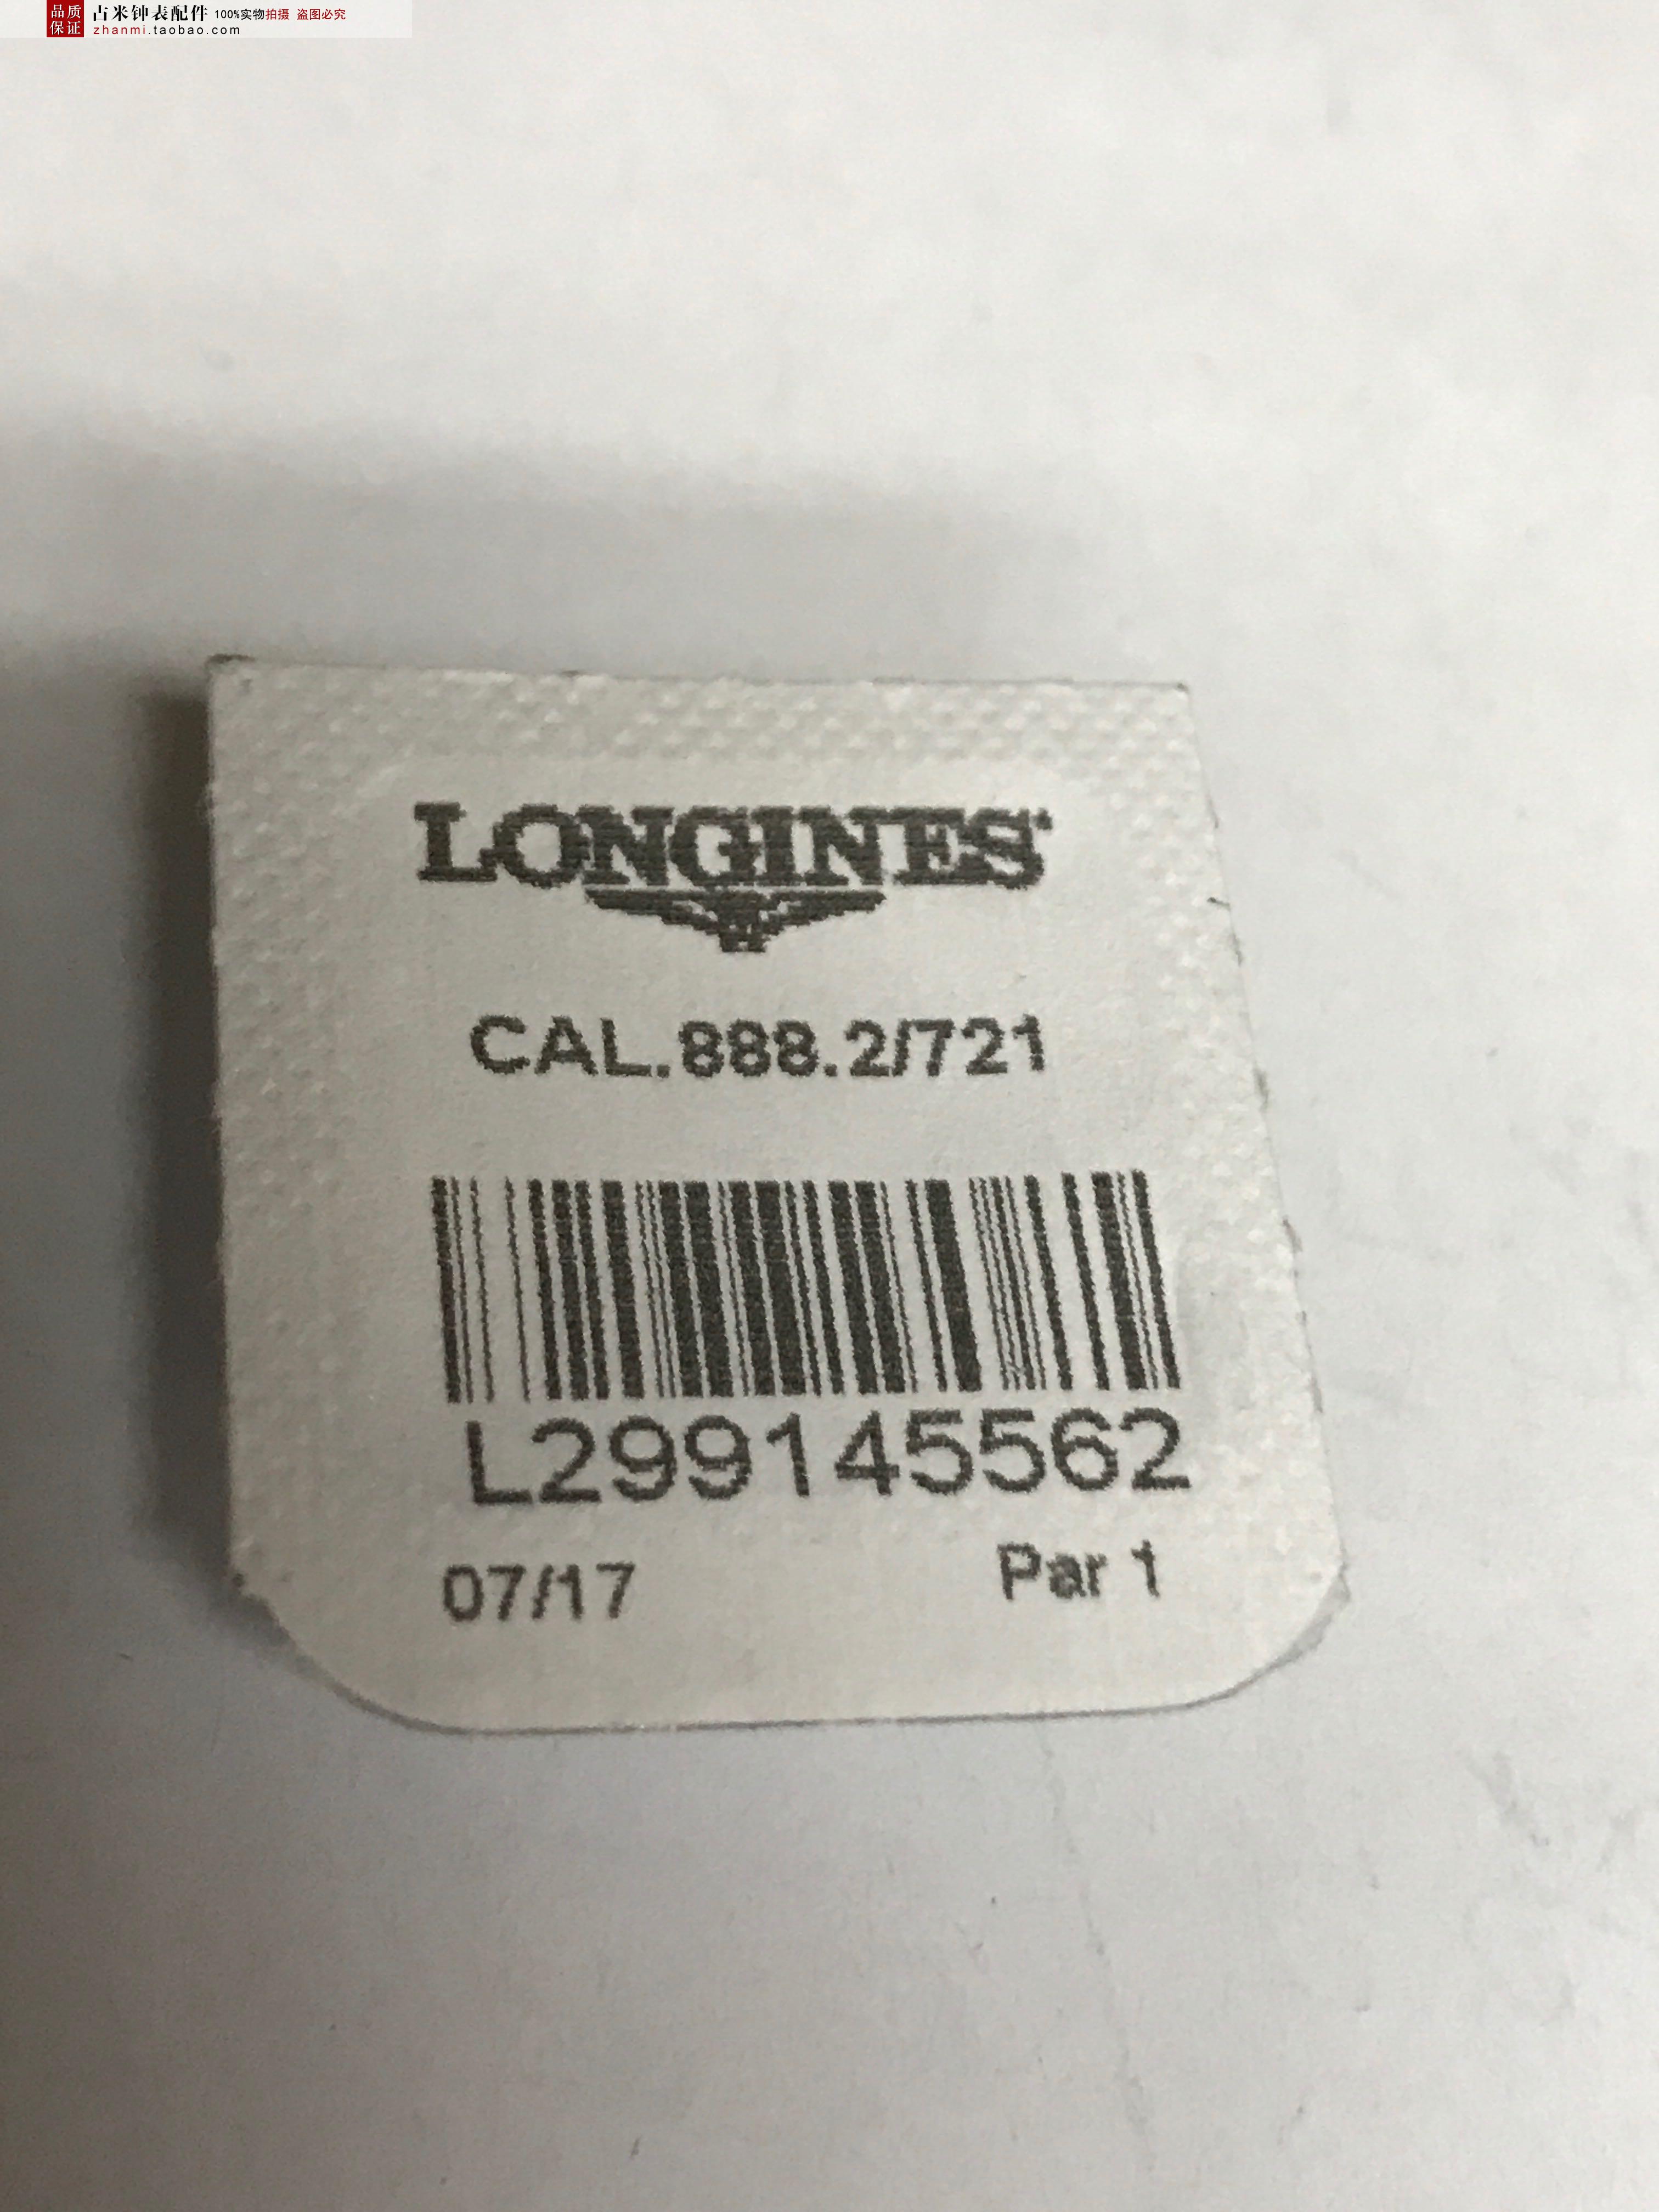 品质
保证
占米钟表配件 100%实物拍摄 盗图必究
zhanmi.taobao.com
LONGINES
CAL.888.2/721
L299145562
07/17
Par 1